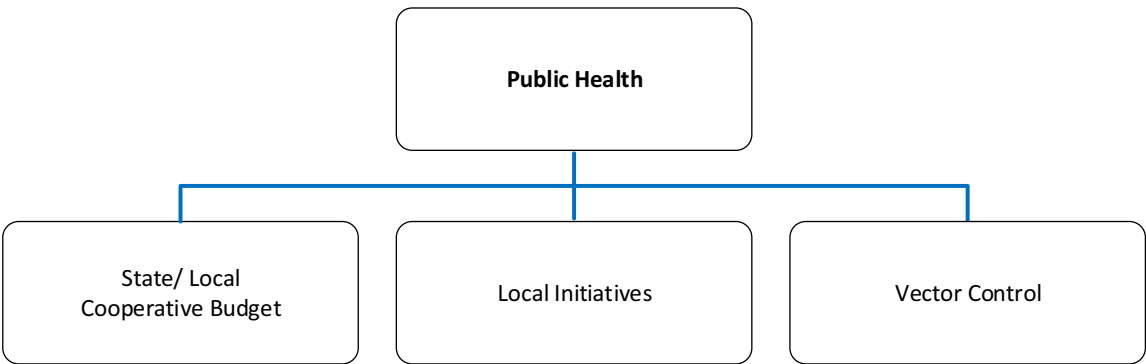 Public Health
State/ Local
Cooperative Budget
Local Initiatives
Vector Control